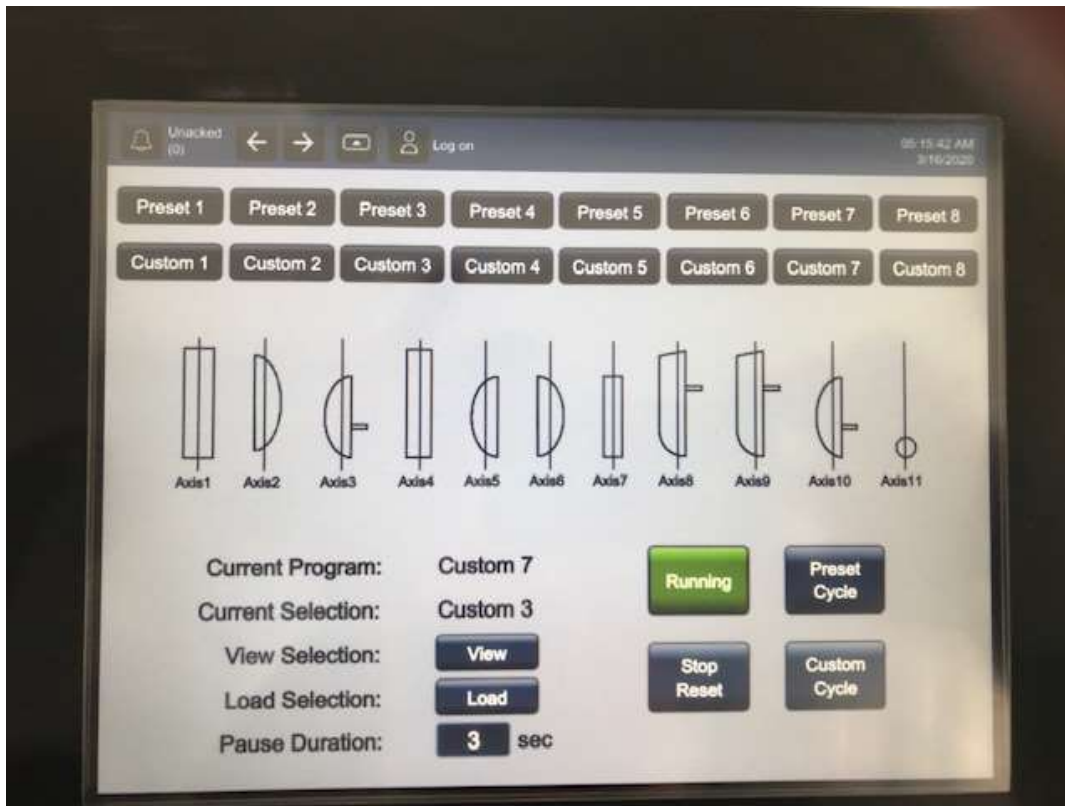 Unacked
(0)
Log on
05:15:42 AM
3/16/2020
Preset 1 Preset 2 Preset 3 Preset 4 Preset 5 Preset 6 Preset 7 Preset 8
Custom 1 Custom 2 Custom 3 Custom 4 Custom 5 Custom 6 Custom 7 Custom 8
Axis1 Axis2 Axis3 Axis4 Axis5 Axis6 Axis7 Axis8 Axis9 Axis10 Axis11
Current Program: Custom 7
Current Selection: Custom 3
View Selection: View
Load Selection: Load
Pause Duration: 3 sec
Running
Preset
Cycle
Stop
Reset
Custom
Cycle